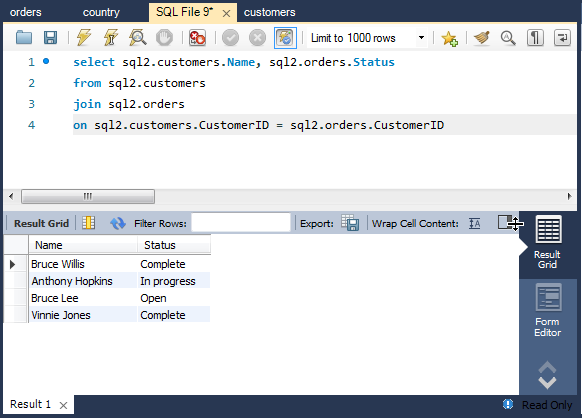 orders country SQL File 9* × customers
Limit to 1000 rows
1 select sql2.customers.Name, sql2.orders.Status
2 from sql2.customers
3 join sql2.orders
4 on sql2.customers.CustomerID = sql2.orders.CustomerID
Result Grid Filter Rows: Export: Wrap Cell Content: IA
Name Status
Bruce Willis Complete
Anthony Hopkins In progress
Bruce Lee Open
Vinnie Jones Complete
Result
Grid
Form
Editor
Result 1 × Read Only